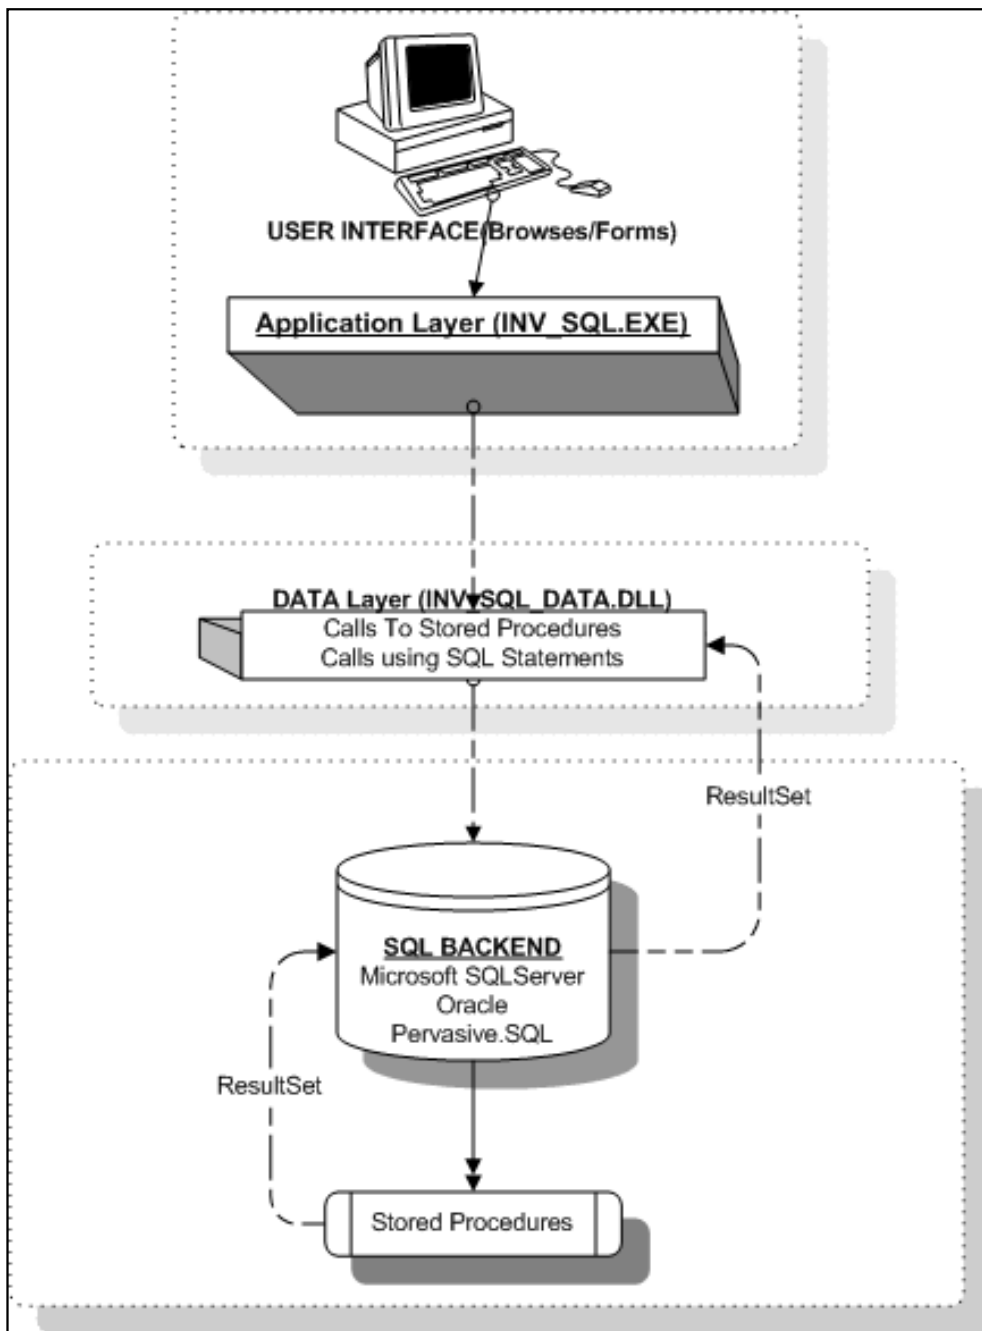 USER INTERFACE(Browses/Forms)
Application Layer (INV_SQL.EXE)
DATA Layer (INV_SQL_DATA.DLL)
Calls To Stored Procedures
Calls using SQL Statements
ResultSet
SQL BACKEND
Microsoft SQLServer
Oracle
Pervasive.SQL
ResultSet
Stored Procedures